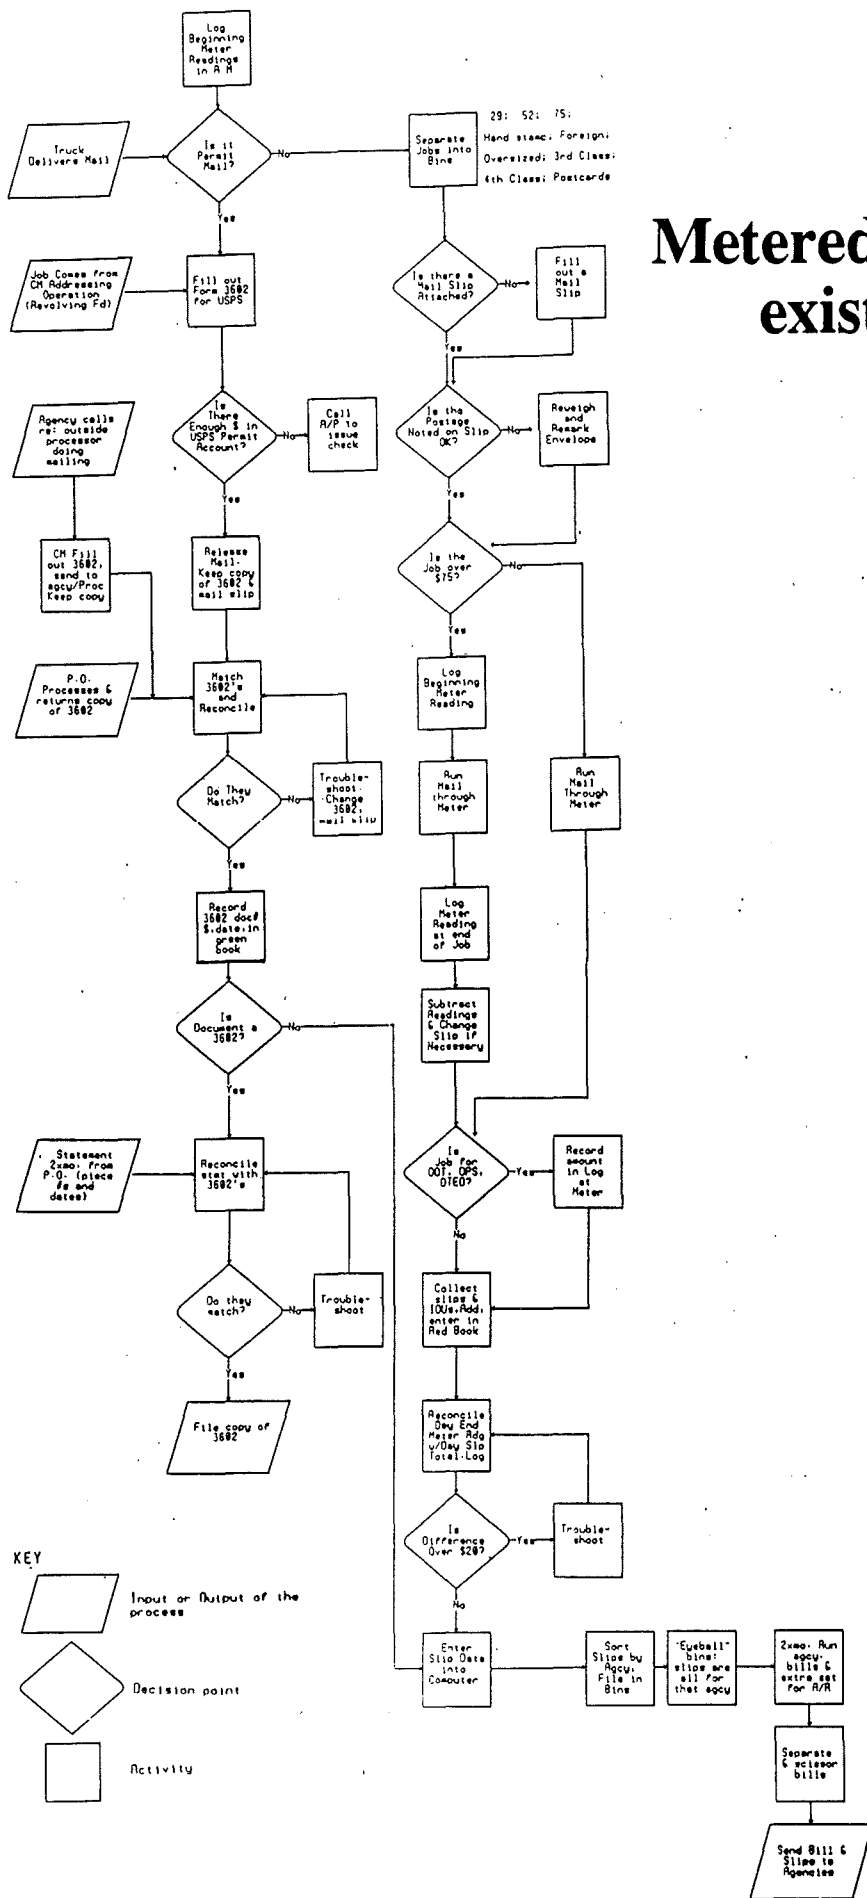 Metered
exist
Log
Beginning
Meter
Readings
in A M
Truck
Delivers Mail
Is it
Permit
Mail?
No
Yes
Separate
Jobs into
Bins
29; 52; 75;
Hand stamp; Foreign;
Oversized; 3rd Class;
4th Class; Postcards
Job Comes from
CM Addressing
Operation
(Revolving Fd)
Fill out
Form 3602
for USPS
Is there a
Mail Slip
Attached?
No
Yes
Fill
out a
Mail
Slip
Agency calls
re: outside
processor
doing
mailing
Is
There
Enough $ in
USPS Permit
Account?
No
Yes
Call
A/P to
issue
check
Is the
Postage
Noted on Slip
OK?
No
Yes
Reweigh
and
Remark
Envelope
CM Fill
out 3602,
send to
agcy/Proc
Keep copy
Release
Mail.
Keep copy
of 3602 &
mail slip
Is the
Job over
$75?
No
Yes
P.O.
Processes &
returns copy
of 3602
Match
3602's
and
Reconcile
Log
Beginning
Meter
Reading
Do They
Match?
No
Yes
Trouble-
shoot.
Change
3602,
mail slip
Run
Mail
through
Meter
Run
Mail
Through
Meter
Record
3602 doc#
$,date,in
green
book
Log
Meter
Reading
at end
of Job
Is
Document a
3602?
No
Yes
Subtract
Readings
& Change
Slip if
Necessary
Statement
2xmo. from
P.O. (piece
#s and
dates)
Reconcile
stat with
3602's
Is
Job for
DOT, DPS,
DTED?
Yes
No
Record
amount
in Log
at
Meter
Do they
match?
No
Yes
Trouble-
shoot
Collect
slips &
IOUs,Add,
enter in
Red Book
File copy of
3602
Reconcile
Day End
Meter Rdg
w/Day Slp
Total-Log
Is
Difference
Over $20?
Yes
No
Trouble-
shoot
KEY
Input or Output of the
process
Decision point
Activity
Enter
Slip Data
into
Computer
Sort
Slips by
Agcy,
File in
Bins
"Eyeball"
bins:
slips are
all for
that agcy
2xmo. Run
agcy.
bills &
extra set
for A/R
Separate
& scissor
bills
Send Bill &
Slips to
Agencies